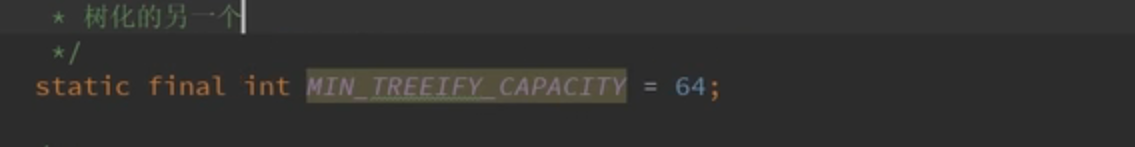 * 树化的另一个
*/
static final int MIN_TREEIFY_CAPACITY = 64;